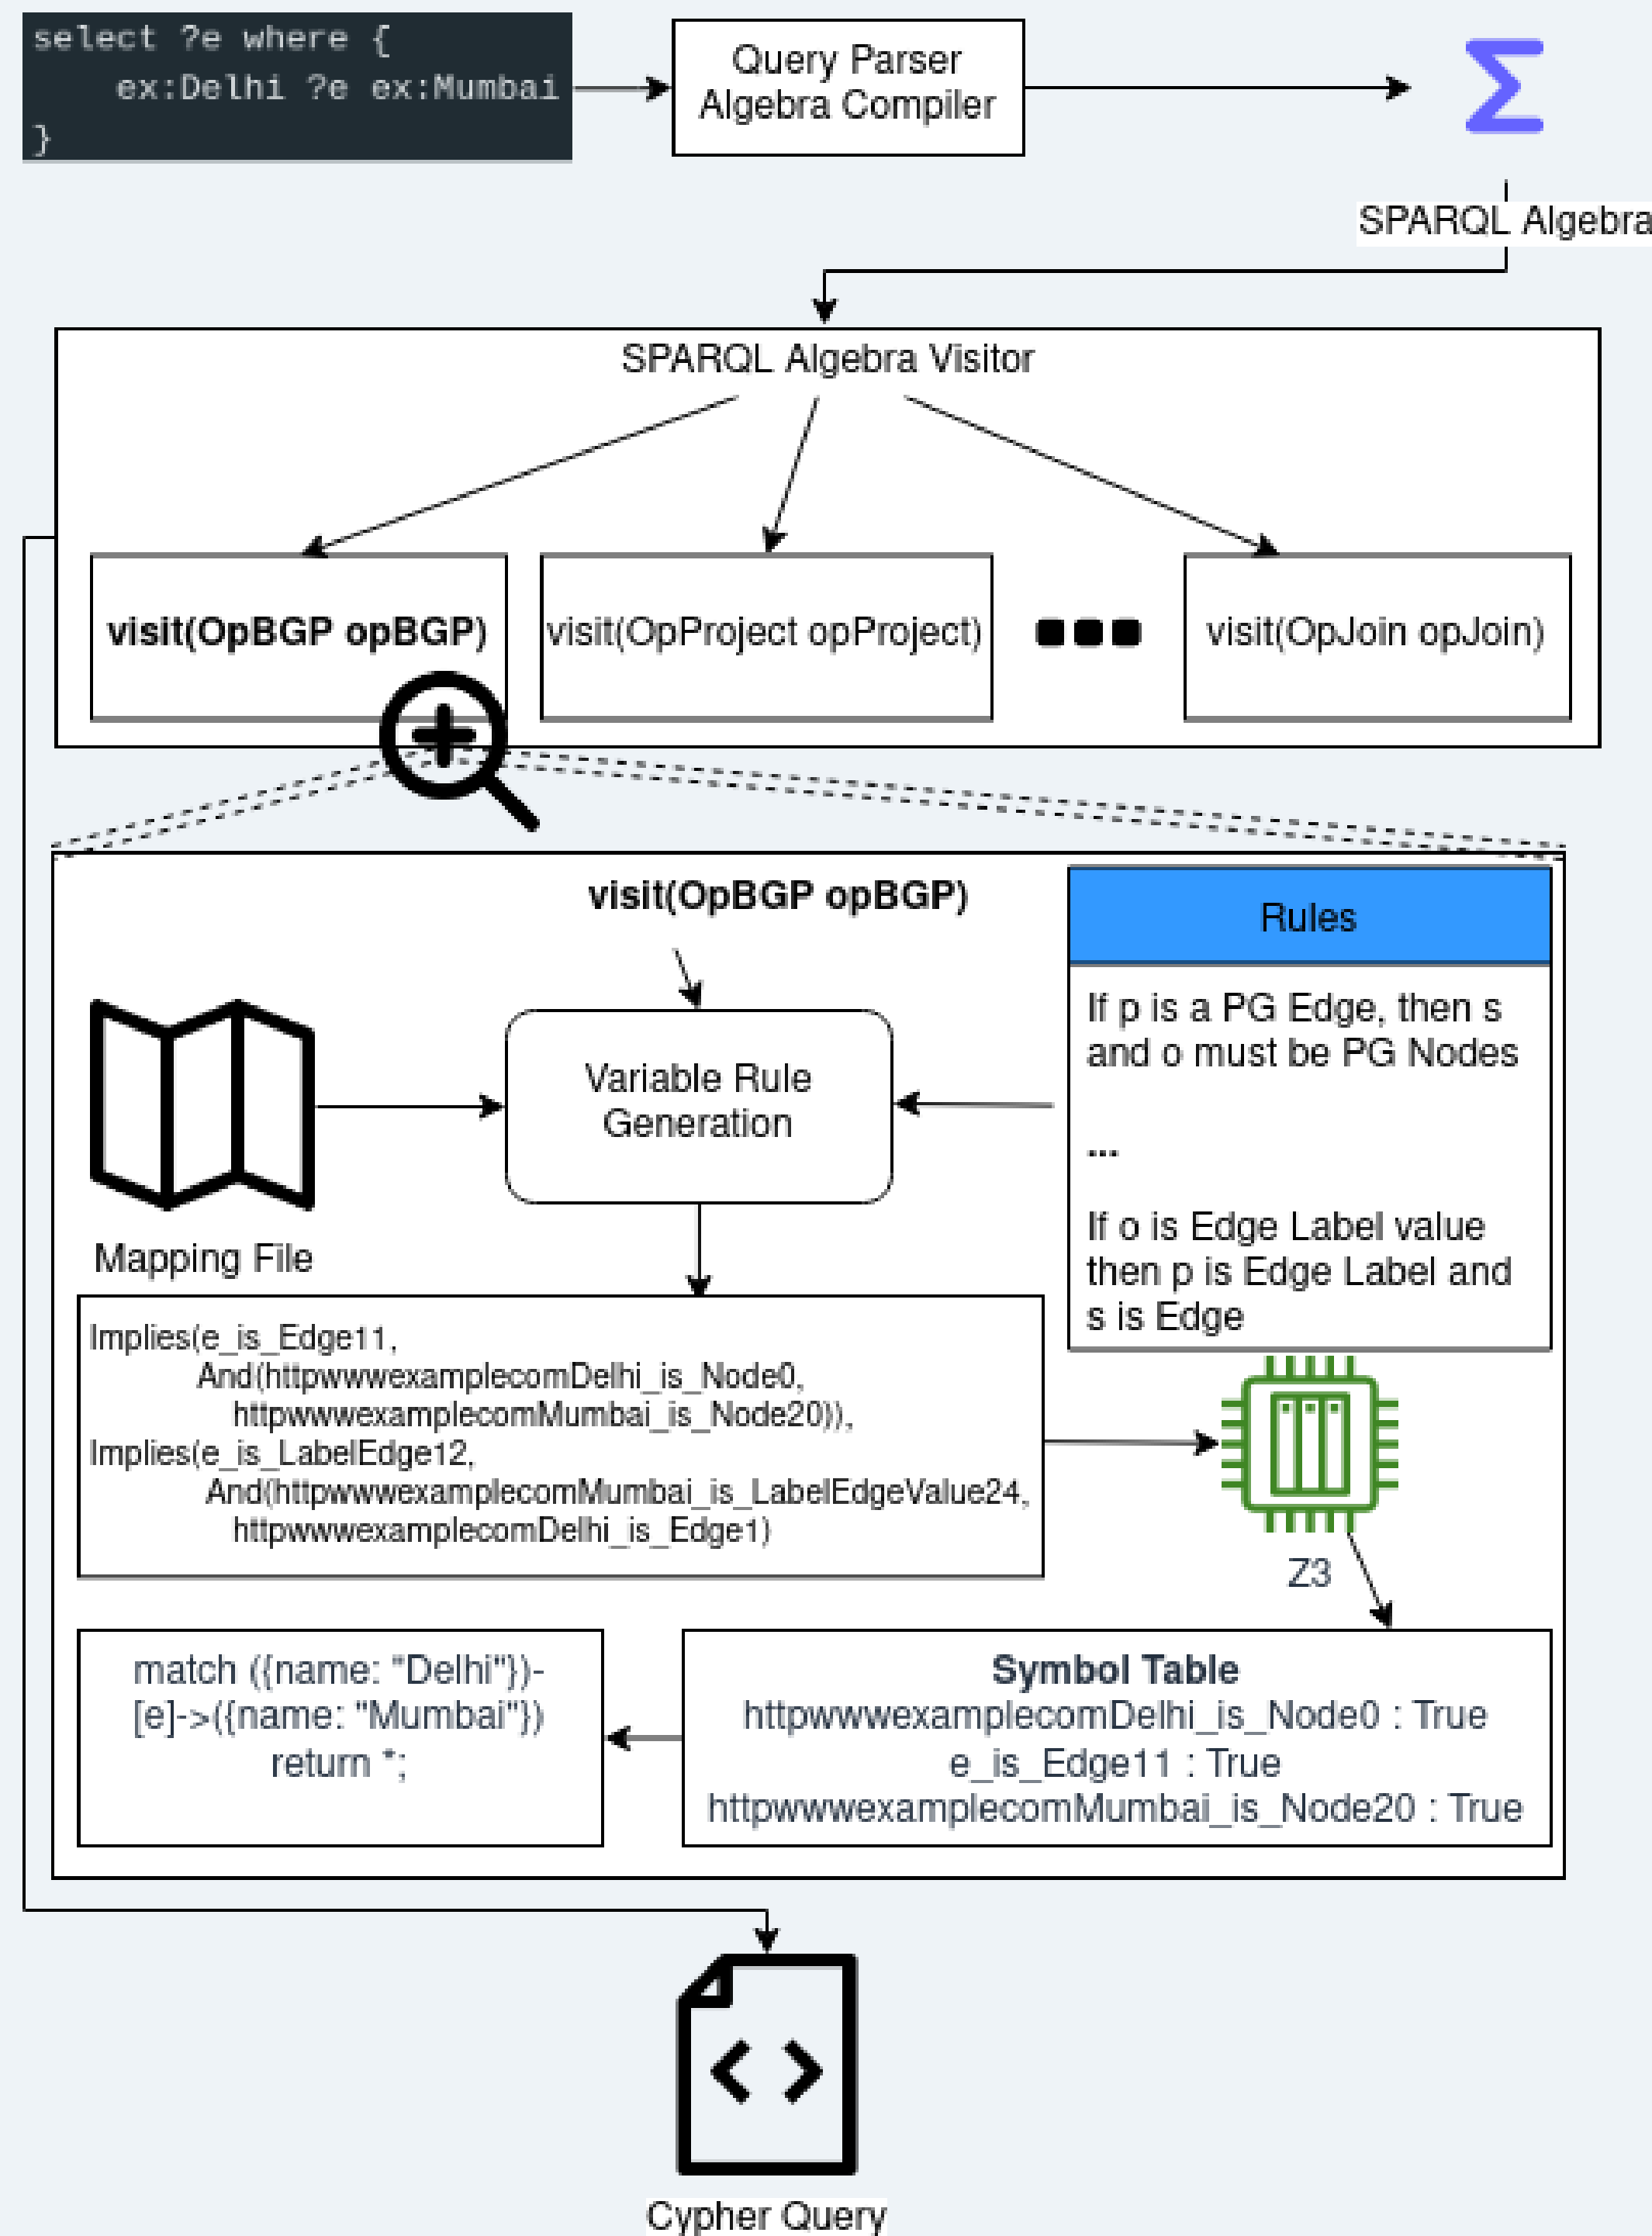 select ?e where {
ex:Delhi ?e ex:Mumbai
}
Query Parser
Algebra Compiler
SPARQL Algebra
SPARQL Algebra Visitor
visit(OpBGP opBGP)
visit(OpProject opProject)
visit(OpJoin opJoin)
visit(OpBGP opBGP)
Rules
If p is a PG Edge, then s
and o must be PG Nodes
...
If o is Edge Label value
then p is Edge Label and
s is Edge
Variable Rule
Generation
Mapping File
Implies(e_is_Edge11,
And(httpwwwexamplecomDelhi_is_Node0,
httpwwwexamplecomMumbai_is_Node20)),
Implies(e_is_LabelEdge12,
And(httpwwwexamplecomMumbai_is_LabelEdgeValue24,
httpwwwexamplecomDelhi_is_Edge1)
Z3
Symbol Table
httpwwwexamplecomDelhi_is_Node0 : True
e_is_Edge11 : True
httpwwwexamplecomMumbai_is_Node20 : True
match ({name: "Delhi"})-
[e]->({name: "Mumbai"})
return *;
Cypher Query